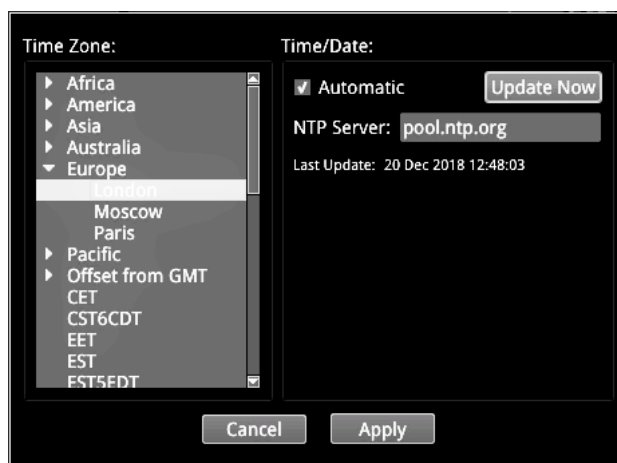 Time Zone:
Africa
America
Asia
Australia
Europe
London
Moscow
Paris
Pacific
Offset from GMT
CET
CST6CDT
EET
EST
EST5EDT
Time/Date:
Automatic
Update Now
NTP Server: pool.ntp.org
Last Update: 20 Dec 2018 12:48:03
Cancel
Apply